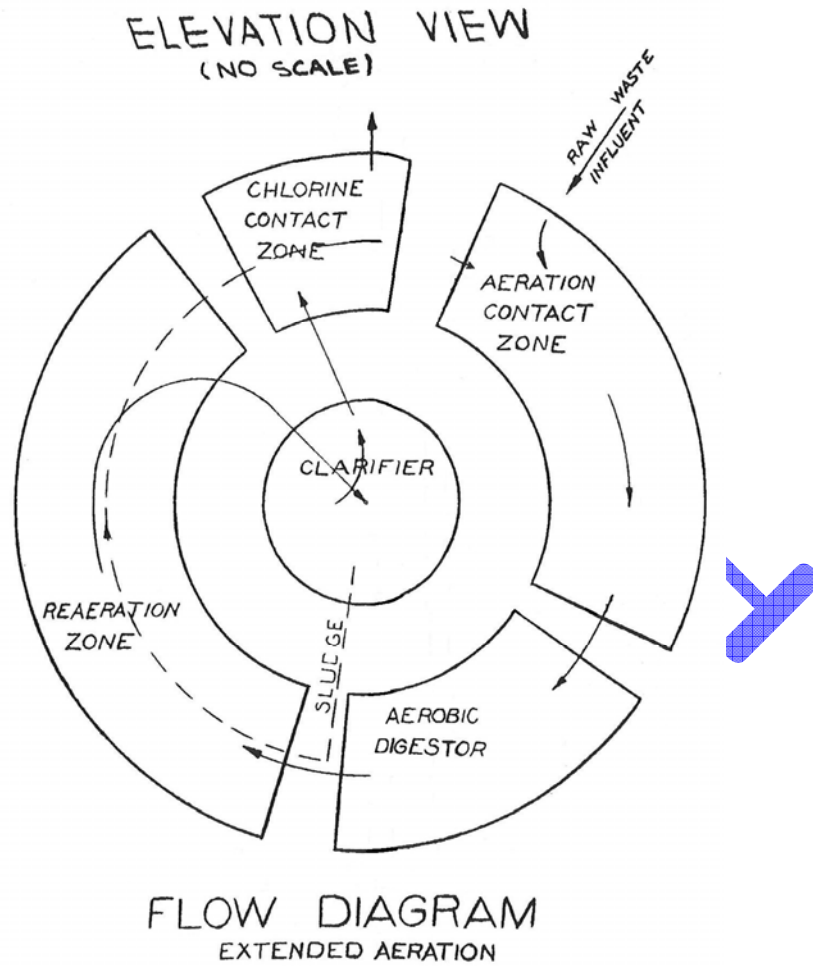 ELEVATION VIEW
(NO SCALE)
RAW WASTE
INFLUENT
CHLORINE
CONTACT
ZONE
AERATION
CONTACT
ZONE
CLARIFIER
REAERATION
ZONE
SLUDGE
AEROBIC
DIGESTOR
FLOW DIAGRAM
EXTENDED AERATION